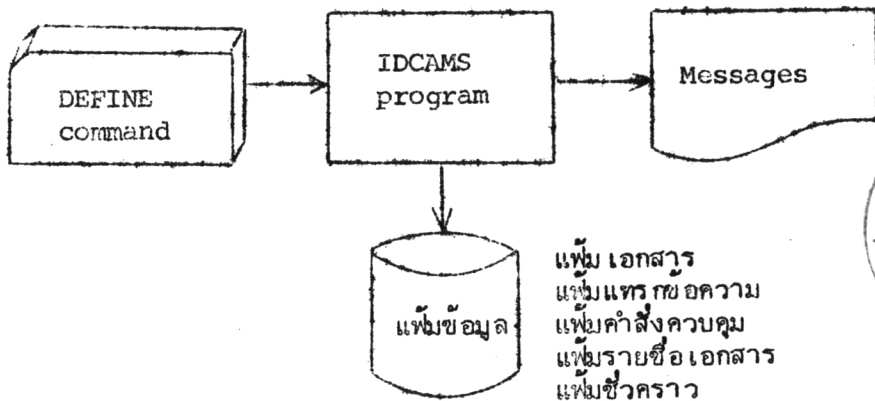 DEFINE
command
IDCAMS
program
Messages
แฟ้มข้อมูล
แฟ้มเอกสาร
แฟ้มแทรกข้อความ
แฟ้มคำสั่งควบคุม
แฟ้มรายชื่อเอกสาร
แฟ้มชั่วคราว